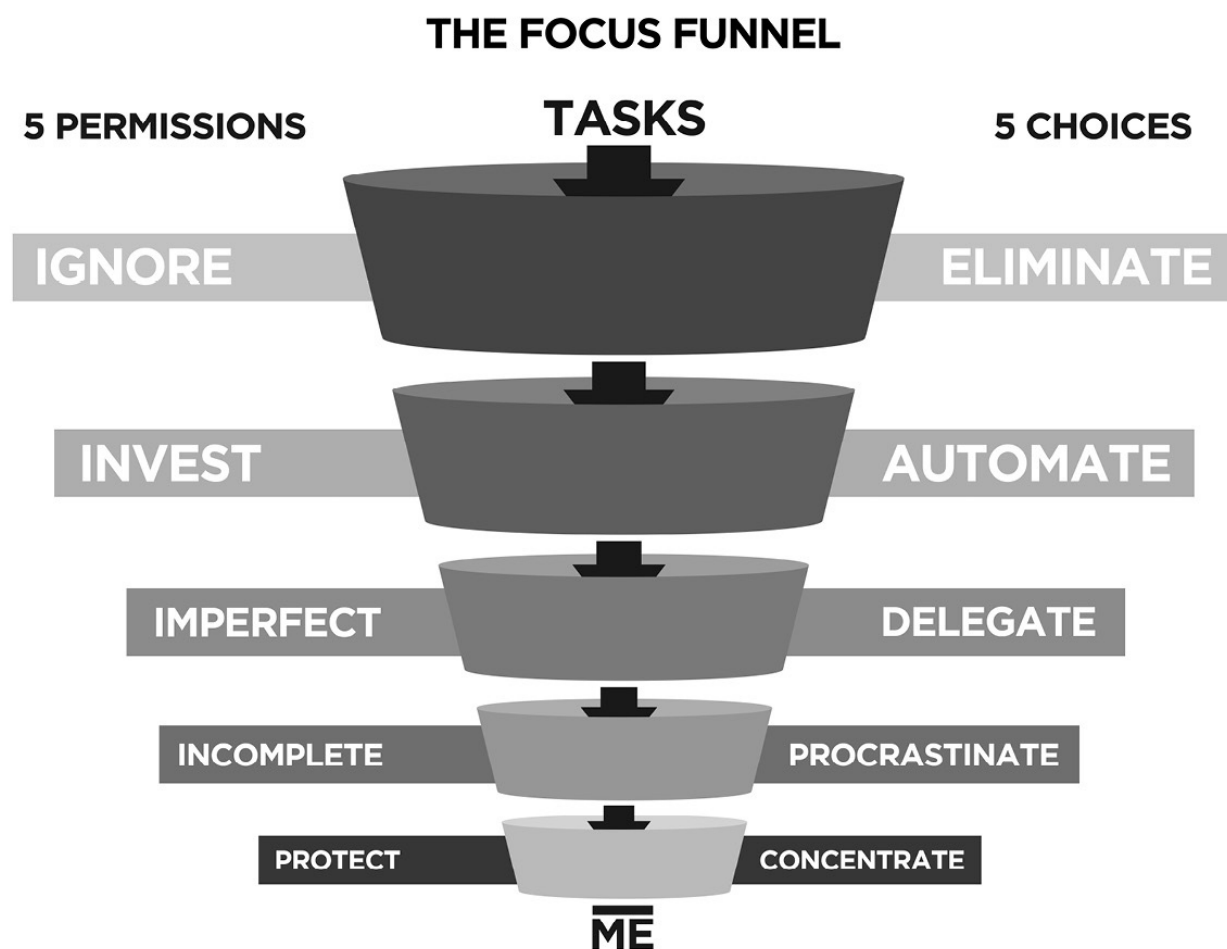 THE FOCUS FUNNEL
5 PERMISSIONS
TASKS
5 CHOICES
IGNORE
ELIMINATE
INVEST
AUTOMATE
IMPERFECT
DELEGATE
INCOMPLETE
PROCRASTINATE
PROTECT
CONCENTRATE
ME